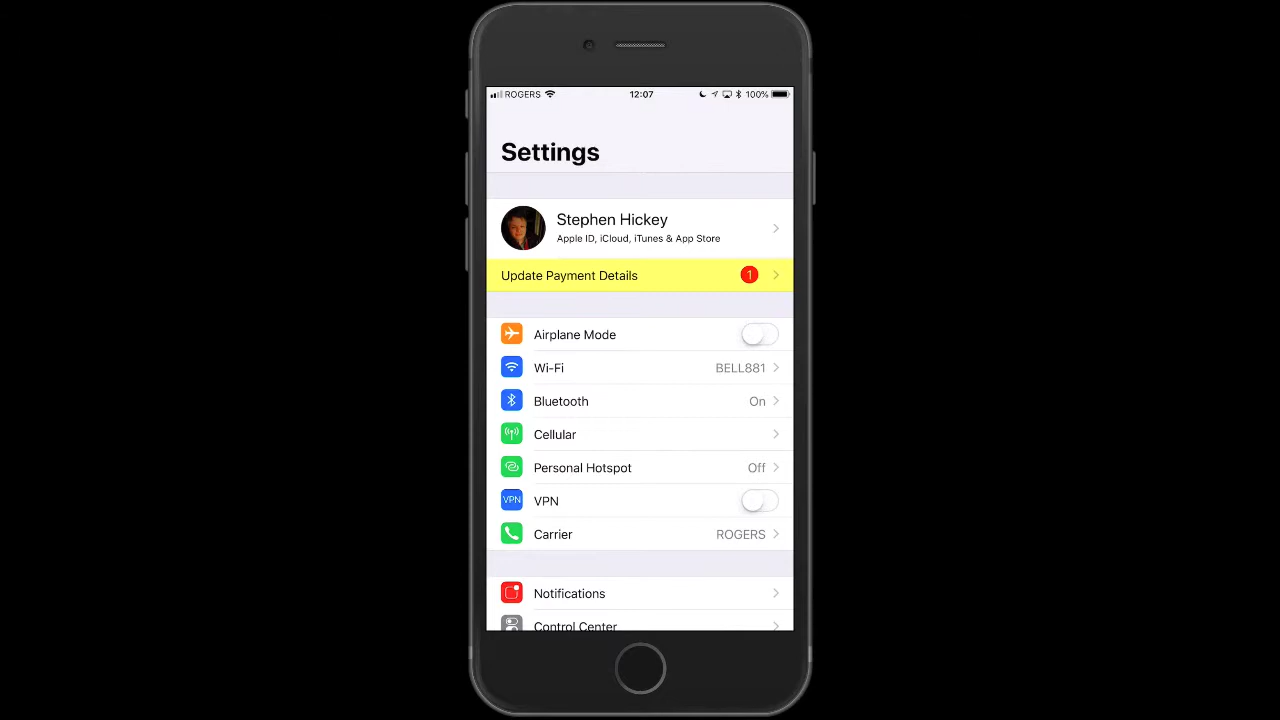 ROGERS 12:07 100%
Settings
Stephen Hickey
Apple ID, iCloud, iTunes & App Store
Update Payment Details 1
Airplane Mode
Wi-Fi BELL881
Bluetooth On
Cellular
Personal Hotspot Off
VPN VPN
Carrier ROGERS
Notifications
Control Center